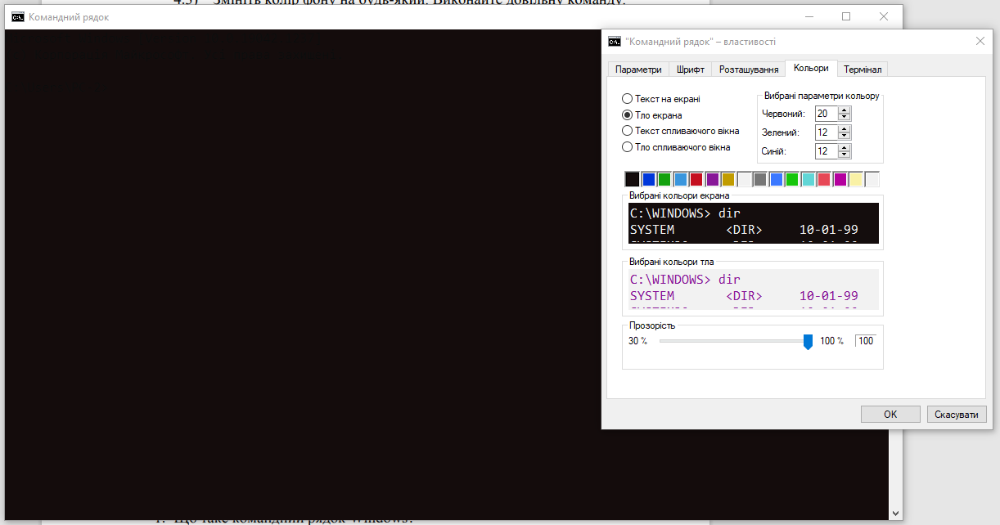 4.5) Змініть колір фону на будь-який. Виконайте довільну команду.
Командний рядок
"Командний рядок" – властивості
Параметри Шрифт Розташування Кольори Термінал
Текст на екрані
Тло екрана
Текст спливаючого вікна
Тло спливаючого вікна
Вибрані параметри кольору
Червоний: 20
Зелений: 12
Синій: 12
Вибрані кольори екрана
C:\WINDOWS> dir
SYSTEM <DIR> 10-01-99
Вибрані кольори тла
C:\WINDOWS> dir
SYSTEM <DIR> 10-01-99
Прозорість
30 % 100 % 100
OK Скасувати
1. Що таке командний рядок Windows?